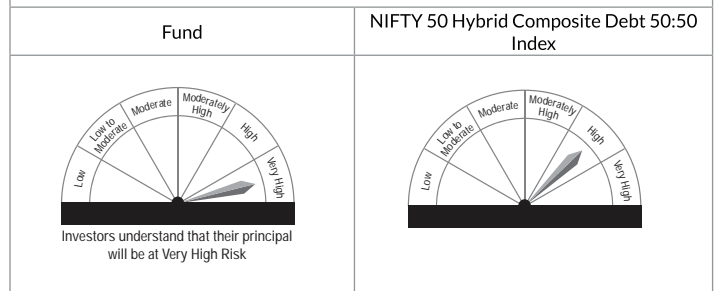 Fund
NIFTY 50 Hybrid Composite Debt 50:50
Index
Low
Low to
Moderate
Moderate
Moderately
High
High
Very High
Investors understand that their principal
will be at Very High Risk
Low
Low to
Moderate
Moderate
Moderately
High
High
Very High